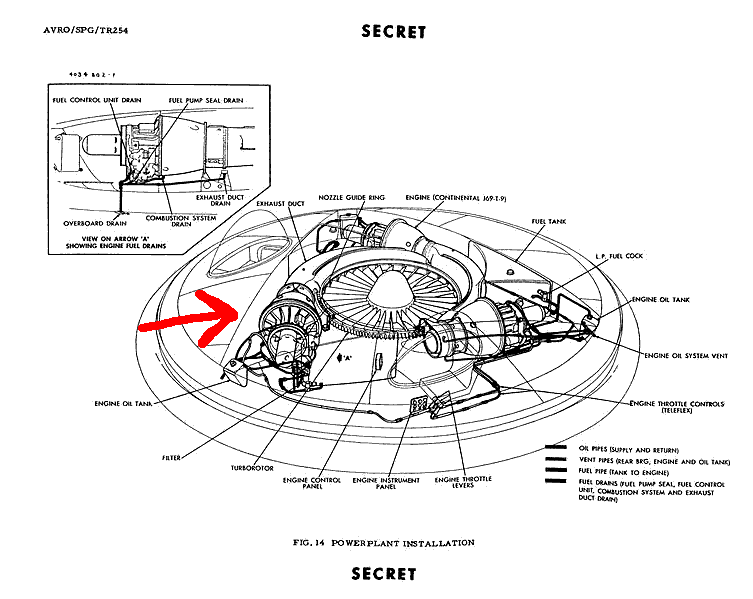 AVRO/SPG/TR254
SECRET
4034 802-1
FUEL CONTROL UNIT DRAIN
FUEL PUMP SEAL DRAIN
EXHAUST DUCT
DRAIN
COMBUSTION SYSTEM
DRAIN
OVERBOARD DRAIN
VIEW ON ARROW 'A'
SHOWING ENGINE FUEL DRAINS
EXHAUST DUCT
NOZZLE GUIDE RING
ENGINE (CONTINENTAL J69-T-9)
FUEL TANK
L.P. FUEL COCK
ENGINE OIL TANK
ENGINE OIL SYSTEM VENT
'A'
ENGINE OIL TANK
ENGINE THROTTLE CONTROLS
(TELEFLEX)
FILTER
TURBOROTOR
ENGINE CONTROL
PANEL
ENGINE INSTRUMENT
PANEL
ENGINE THROTTLE
LEVERS
OIL PIPES (SUPPLY AND RETURN)
VENT PIPES (REAR BRG, ENGINE AND OIL TANK)
FUEL PIPE (TANK TO ENGINE)
FUEL DRAINS (FUEL PUMP SEAL, FUEL CONTROL
UNIT, COMBUSTION SYSTEM AND EXHAUST
DUCT DRAIN)
FIG. 14 POWERPLANT INSTALLATION
SECRET